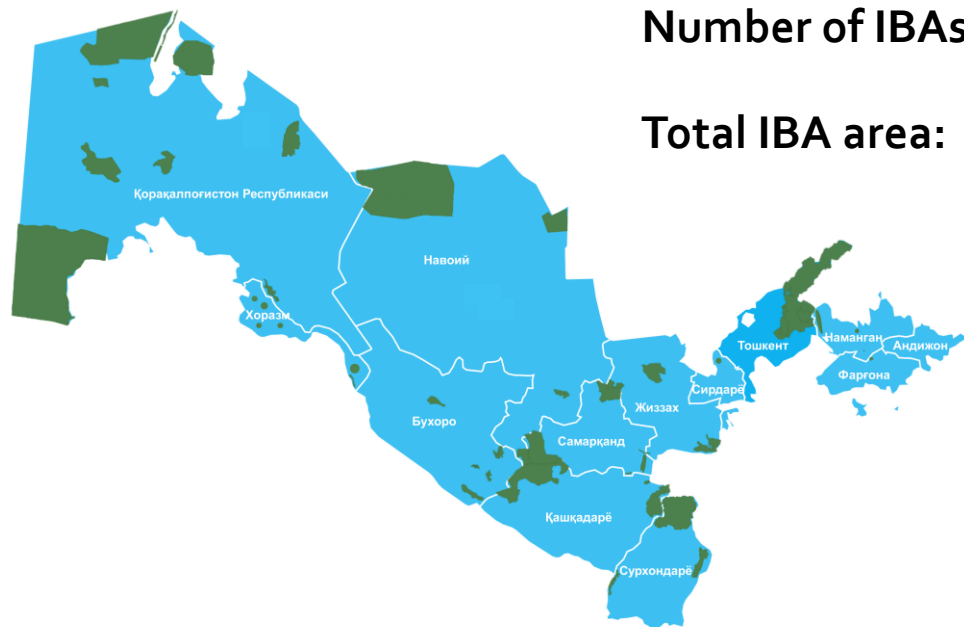 Number of IBAs
Total IBA area:
Қорақалпоғистон Республикаси
Навоий
Хоразм
Тошкент
Наманган
Андижон
Фарғона
Сирдарё
Жиззах
Бухоро
Самарқанд
Қашқадарё
Сурхондарё